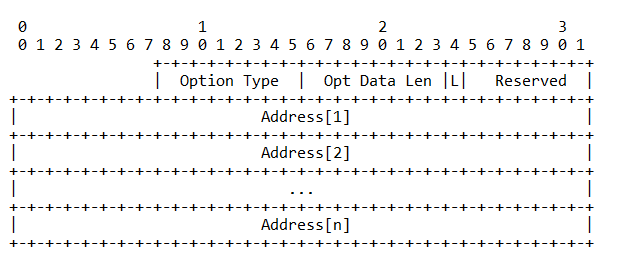 0                   1                   2                   3
 0 1 2 3 4 5 6 7 8 9 0 1 2 3 4 5 6 7 8 9 0 1 2 3 4 5 6 7 8 9 0 1
                +-+-+-+-+-+-+-+-+-+-+-+-+-+-+-+-+-+-+-+-+-+-+-+-+
                |  Option Type  |  Opt Data Len |L|   Reserved  |
+-+-+-+-+-+-+-+-+-+-+-+-+-+-+-+-+-+-+-+-+-+-+-+-+-+-+-+-+-+-+-+-+
|                           Address[1]                          |
+-+-+-+-+-+-+-+-+-+-+-+-+-+-+-+-+-+-+-+-+-+-+-+-+-+-+-+-+-+-+-+-+
|                           Address[2]                          |
+-+-+-+-+-+-+-+-+-+-+-+-+-+-+-+-+-+-+-+-+-+-+-+-+-+-+-+-+-+-+-+-+
|                              ...                              |
+-+-+-+-+-+-+-+-+-+-+-+-+-+-+-+-+-+-+-+-+-+-+-+-+-+-+-+-+-+-+-+-+
|                           Address[n]                          |
+-+-+-+-+-+-+-+-+-+-+-+-+-+-+-+-+-+-+-+-+-+-+-+-+-+-+-+-+-+-+-+-+